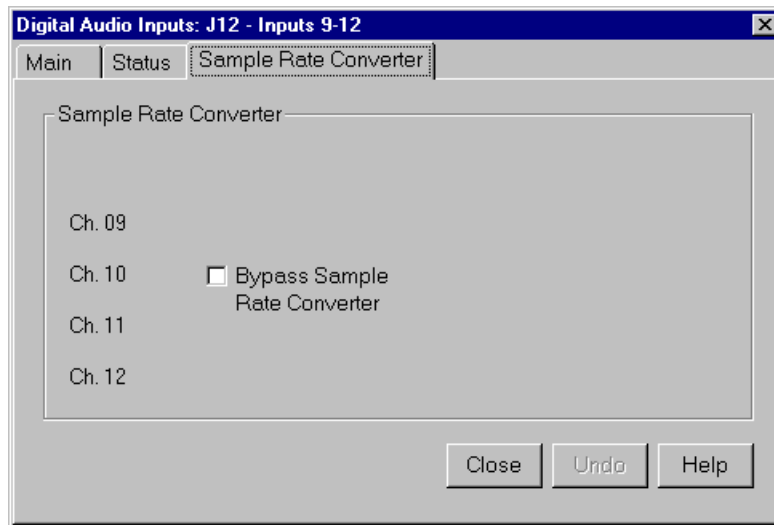 Digital Audio Inputs: J12 - Inputs 9-12
Main Status Sample Rate Converter
Sample Rate Converter
Ch. 09
Ch. 10
Bypass Sample
Rate Converter
Ch. 11
Ch. 12
Close Undo Help